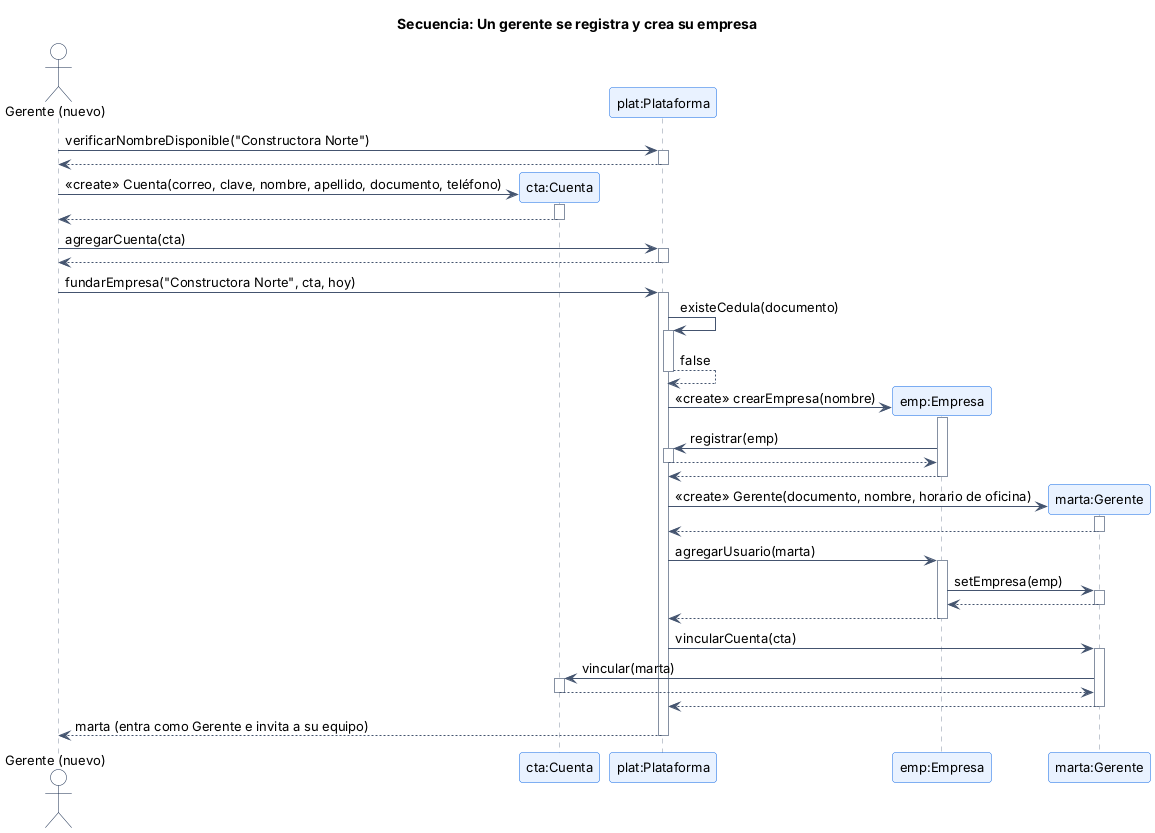 Secuencia: Un gerente se registra y crea su empresa
Gerente (nuevo)
plat:Plataforma
verificarNombreDisponible("Constructora Norte")
«create» Cuenta(correo, clave, nombre, apellido, documento, teléfono)
cta:Cuenta
agregarCuenta(cta)
fundarEmpresa("Constructora Norte", cta, hoy)
existeCedula(documento)
false
«create» crearEmpresa(nombre)
emp:Empresa
registrar(emp)
«create» Gerente(documento, nombre, horario de oficina)
marta:Gerente
agregarUsuario(marta)
setEmpresa(emp)
vincularCuenta(cta)
vincular(marta)
marta (entra como Gerente e invita a su equipo)
Gerente (nuevo)
cta:Cuenta
plat:Plataforma
emp:Empresa
marta:Gerente